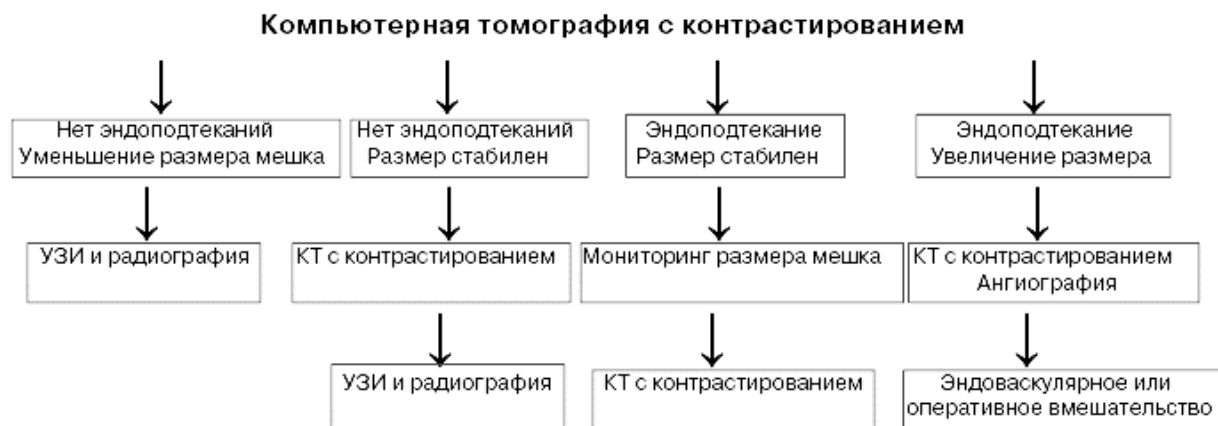 Компьютерная томография с контрастированием
Нет эндоподтеканий
Уменьшение размера мешка
Нет эндоподтеканий
Размер стабилен
Эндоподтекание
Размер стабилен
Эндоподтекание
Увеличение размера
УЗИ и радиография
КТ с контрастированием
Мониторинг размера мешка
КТ с контрастированием
Ангиография
УЗИ и радиография
КТ с контрастированием
Эндоваскулярное или
оперативное вмешательство